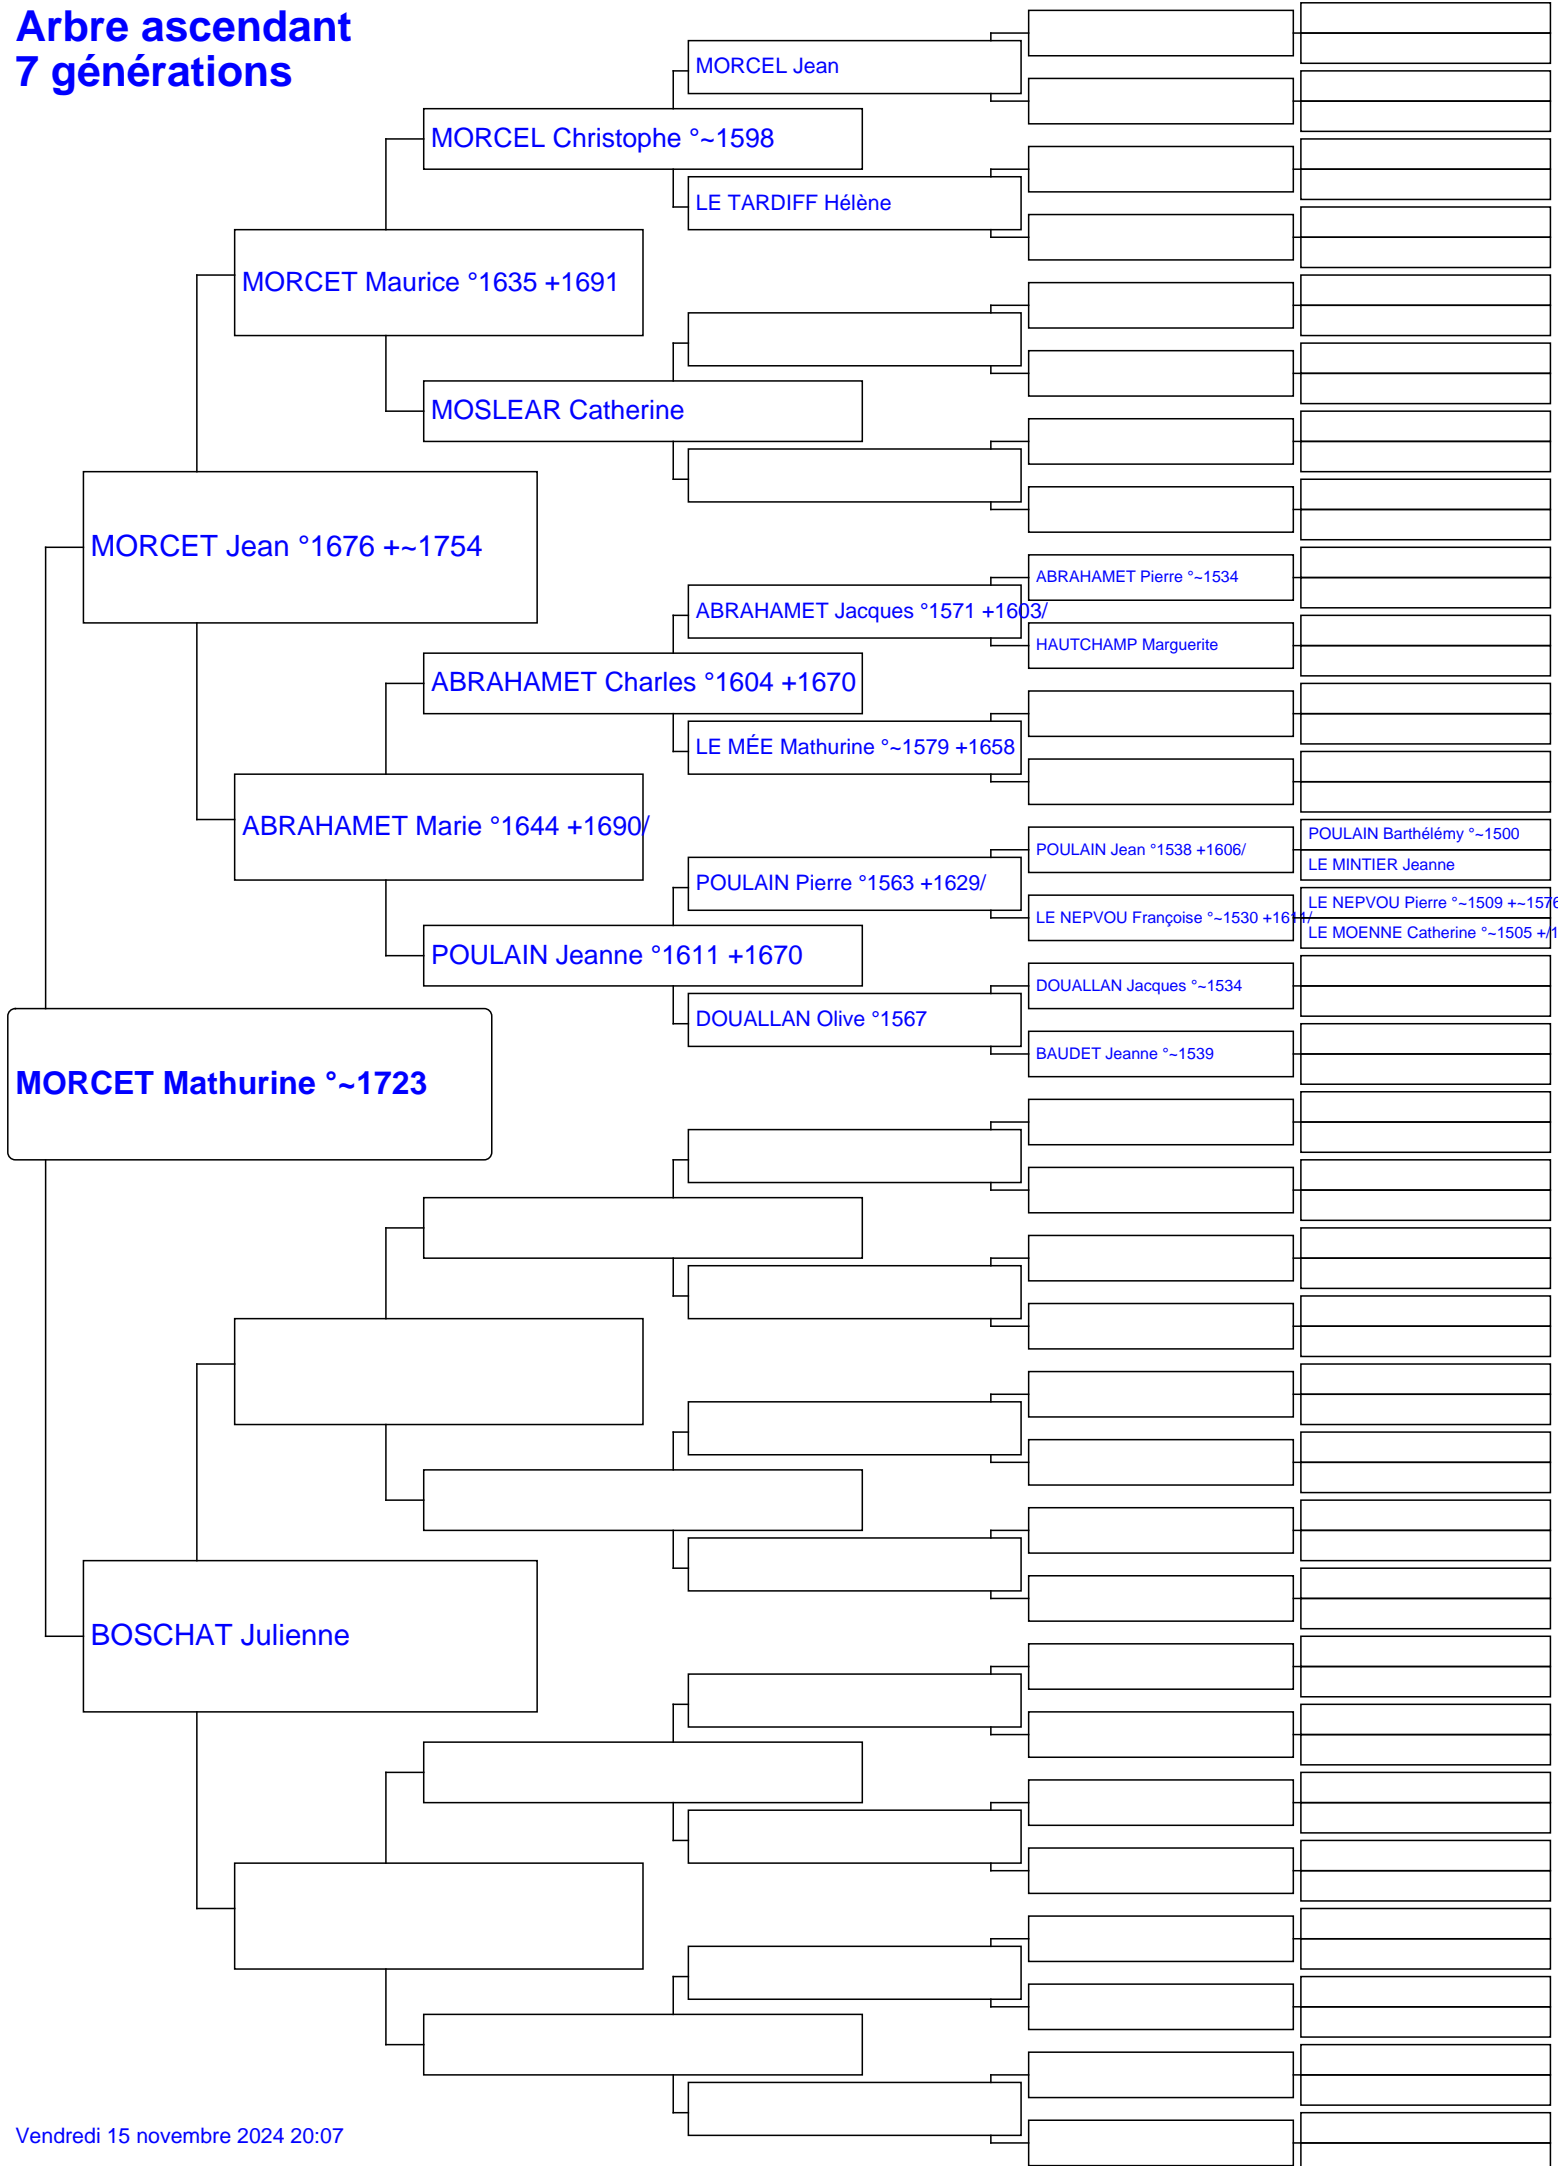 Arbre ascendant
7 générations
MORCEL Jean
MORCEL Christophe °~1598
LE TARDIFF Hélène
MORCET Maurice °1635 +1691
MOSLEAR Catherine
MORCET Jean °1676 +~1754
ABRAHAMET Pierre °~1534
ABRAHAMET Jacques °1571 +1603/
HAUTCHAMP Marguerite
ABRAHAMET Charles °1604 +1670
LE MÉE Mathurine °~1579 +1658
ABRAHAMET Marie °1644 +1690/
POULAIN Barthélémy °~1500
POULAIN Jean °1538 +1606/
LE MINTIER Jeanne
POULAIN Pierre °1563 +1629/
LE NEPVOU Pierre °~1509 +~1576
LE NEPVOU Françoise °~1530 +1611/
LE MOENNE Catherine °~1505 +/1
POULAIN Jeanne °1611 +1670
DOUALLAN Jacques °~1534
DOUALLAN Olive °1567
BAUDET Jeanne °~1539
MORCET Mathurine °~1723
BOSCHAT Julienne
Vendredi 15 novembre 2024 20:07